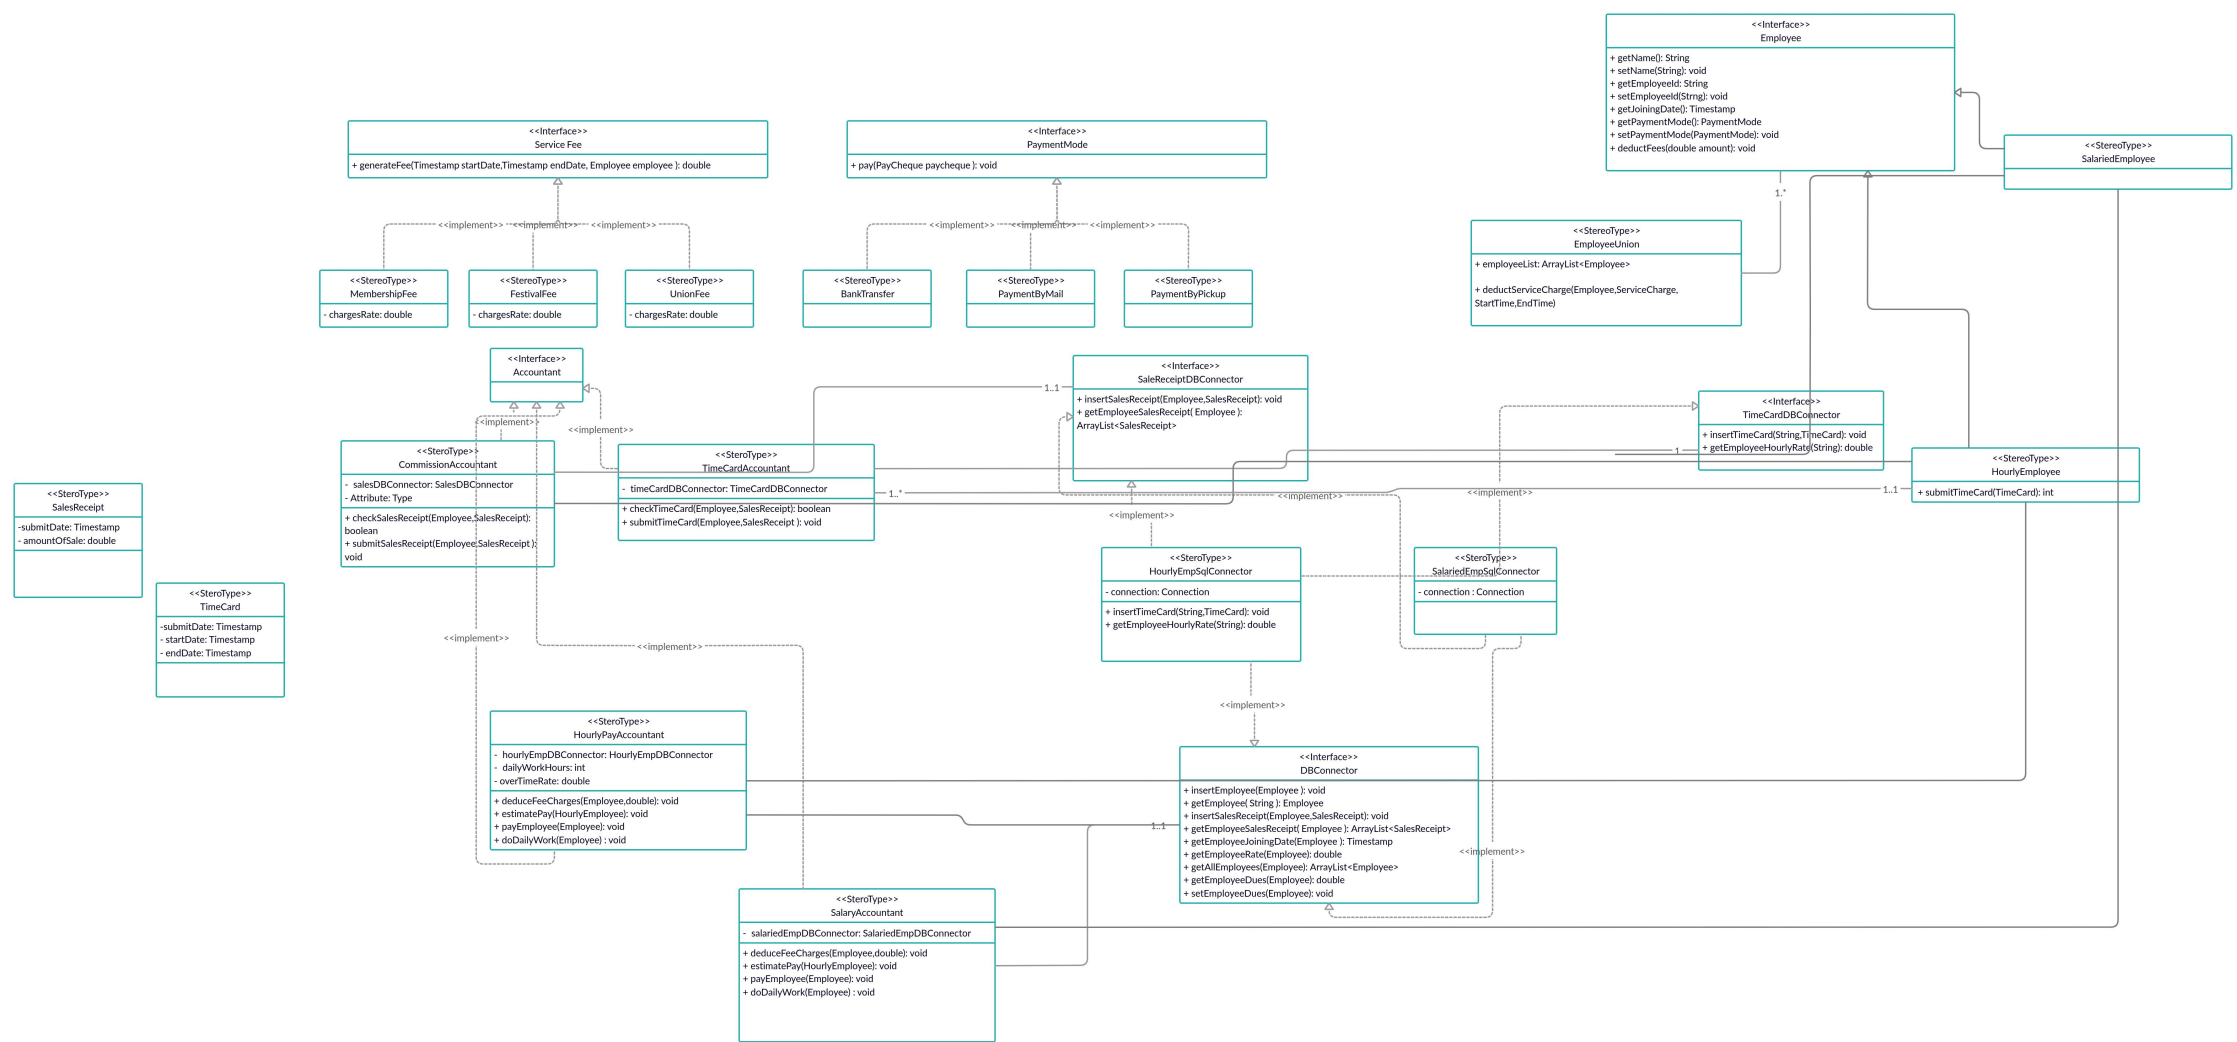 <<Interface>>
Employee
+ getName(): String
+ setName(String): void
+ getEmployeeId: String
+ setEmployeeId(Strng): void
+ getJoiningDate(): Timestamp
+ getPaymentMode(): PaymentMode
+ setPaymentMode(PaymentMode): void
+ deductFees(double amount): void
<<Interface>>
Service Fee
+ generateFee(Timestamp startDate,Timestamp endDate, Employee employee ): double
<<Interface>>
PaymentMode
+ pay(PayCheque paycheque ): void
<<StereoType>>
SalariedEmployee
1.*
<<implement>>
<<implement>>
<<implement>>
<<implement>>
<<implement>>
<<implement>>
<<StereoType>>
EmployeeUnion
+ employeeList: ArrayList<Employee>
+ deductServiceCharge(Employee,ServiceCharge,
StartTime,EndTime)
<<StereoType>>
MembershipFee
- chargesRate: double
<<StereoType>>
FestivalFee
- chargesRate: double
<<StereoType>>
UnionFee
- chargesRate: double
<<StereoType>>
BankTransfer
<<StereoType>>
PaymentByMail
<<StereoType>>
PaymentByPickup
<<Interface>>
Accountant
<<implement>>
<<implement>>
1..1
<<Interface>>
SaleReceiptDBConnector
+ insertSalesReceipt(Employee,SalesReceipt): void
+ getEmployeeSalesReceipt( Employee ):
ArrayList<SalesReceipt>
<<Interface>>
TimeCardDBConnector
+ insertTimeCard(String,TimeCard): void
+ getEmployeeHourlyRate(String): double
1
<<SteroType>>
CommissionAccountant
- salesDBConnector: SalesDBConnector
- Attribute: Type
+ checkSalesReceipt(Employee,SalesReceipt):
boolean
+ submitSalesReceipt(Employee,SalesReceipt ):
void
<<SteroType>>
TimeCardAccountant
- timeCardDBConnector: TimeCardDBConnector
+ checkTimeCard(Employee,SalesReceipt): boolean
+ submitTimeCard(Employee,SalesReceipt ): void
1..*
<<implement>>
<<implement>>
<<implement>>
1..1
<<StereoType>>
HourlyEmployee
+ submitTimeCard(TimeCard): int
<<SteroType>>
SalesReceipt
-submitDate: Timestamp
- amountOfSale: double
<<SteroType>>
TimeCard
-submitDate: Timestamp
- startDate: Timestamp
- endDate: Timestamp
<<SteroType>>
HourlyEmpSqlConnector
- connection: Connection
+ insertTimeCard(String,TimeCard): void
+ getEmployeeHourlyRate(String): double
<<SteroType>>
SalariedEmpSqlConnector
- connection : Connection
<<implement>>
<<implement>>
<<implement>>
<<SteroType>>
HourlyPayAccountant
- hourlyEmpDBConnector: HourlyEmpDBConnector
- dailyWorkHours: int
- overTimeRate: double
+ deduceFeeCharges(Employee,double): void
+ estimatePay(HourlyEmployee): void
+ payEmployee(Employee): void
+ doDailyWork(Employee) : void
1..1
<<Interface>>
DBConnector
+ insertEmployee(Employee ): void
+ getEmployee( String ): Employee
+ insertSalesReceipt(Employee,SalesReceipt): void
+ getEmployeeSalesReceipt( Employee ): ArrayList<SalesReceipt>
+ getEmployeeJoiningDate(Employee ): Timestamp
+ getEmployeeRate(Employee): double
+ getAllEmployees(Employee): ArrayList<Employee>
+ getEmployeeDues(Employee): double
+ setEmployeeDues(Employee): void
<<implement>>
<<SteroType>>
SalaryAccountant
- salariedEmpDBConnector: SalariedEmpDBConnector
+ deduceFeeCharges(Employee,double): void
+ estimatePay(HourlyEmployee): void
+ payEmployee(Employee): void
+ doDailyWork(Employee) : void